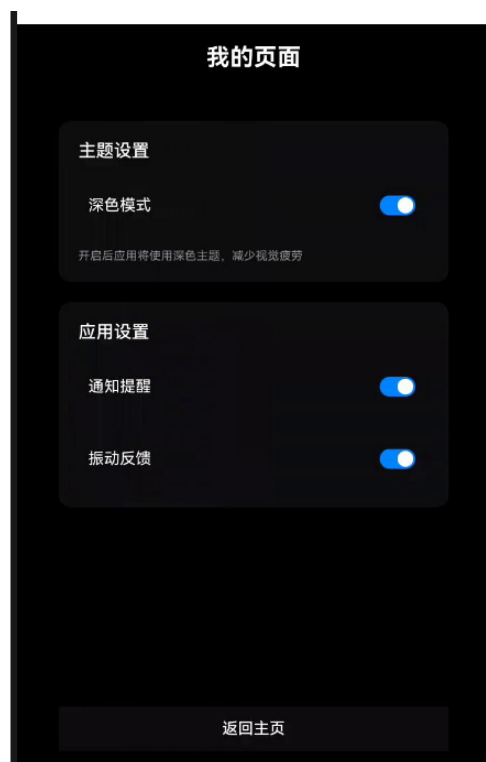 我的页面
主题设置
深色模式
开启后应用将使用深色主题，减少视觉疲劳
应用设置
通知提醒
振动反馈
返回主页